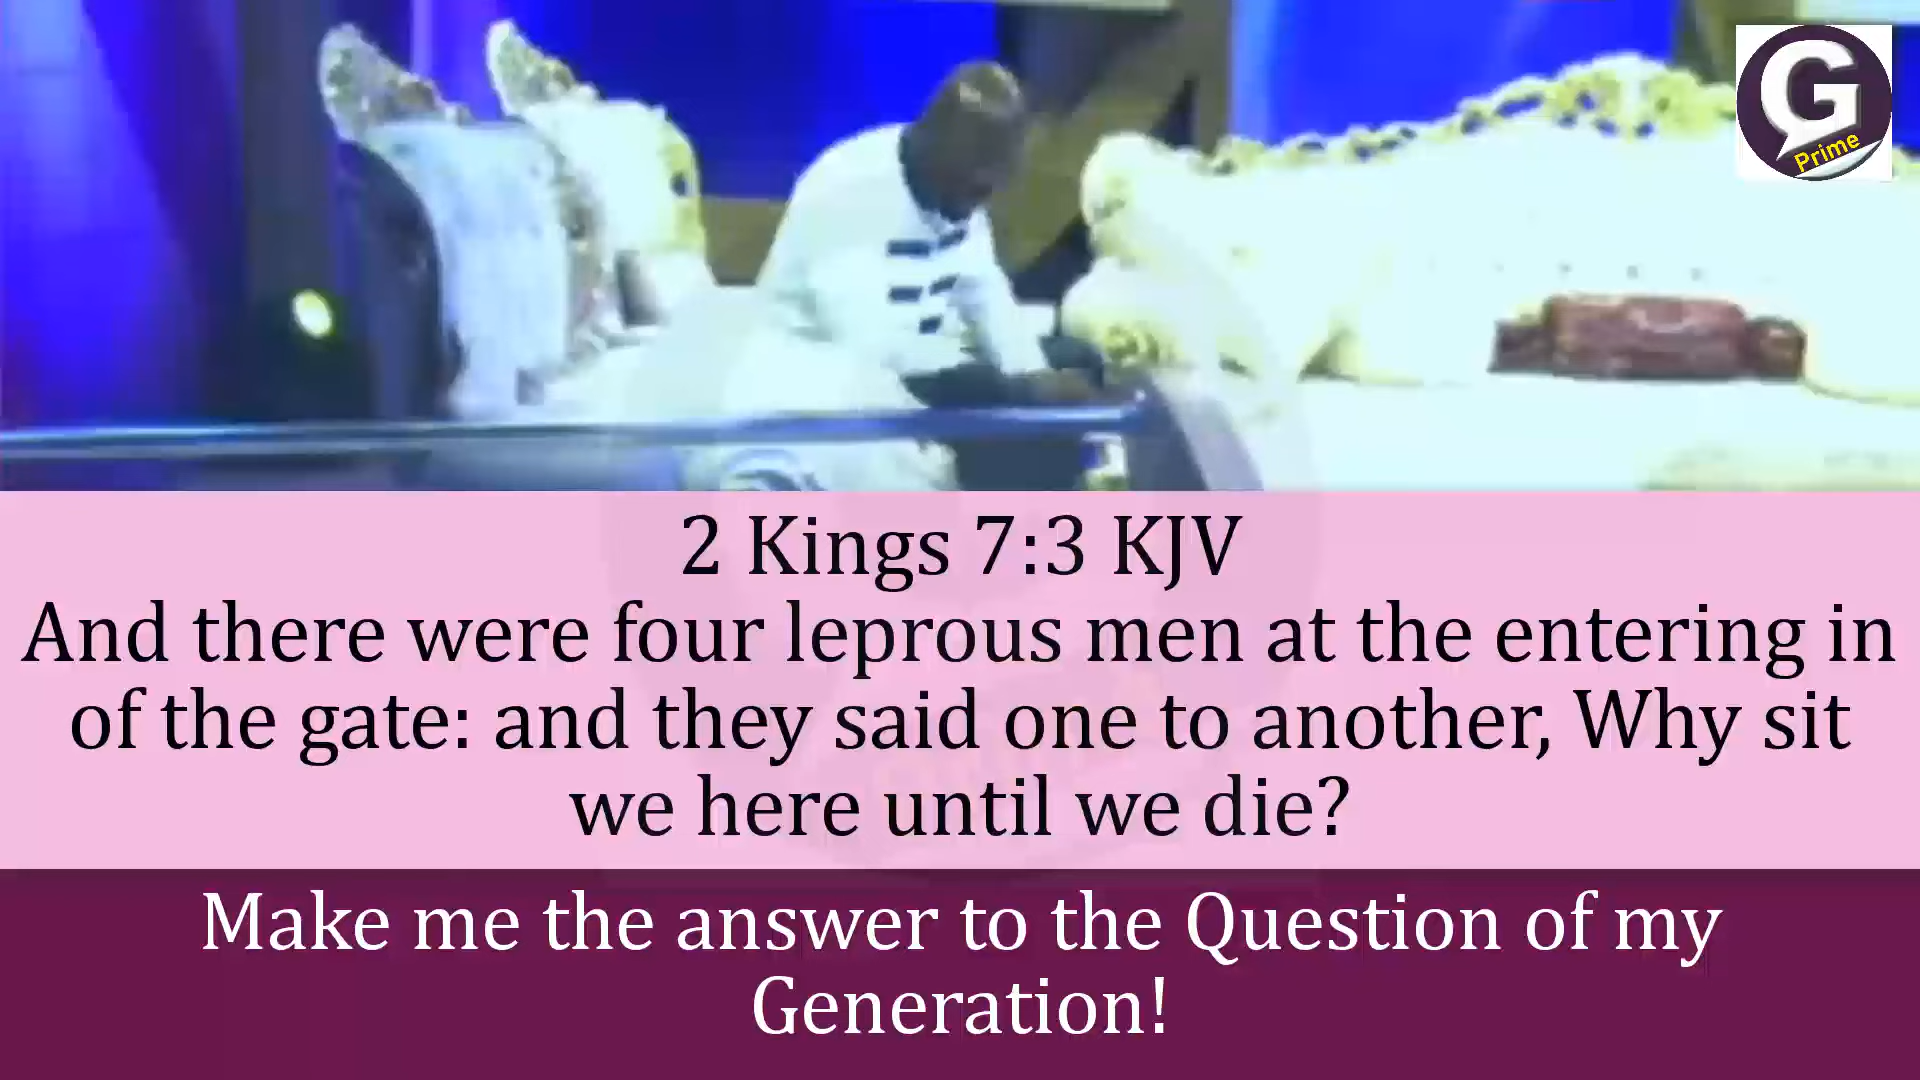 G
Prime
2 Kings 7:3 KJV
And there were four leprous men at the entering in
of the gate: and they said one to another, Why sit
we here until we die?
Make me the answer to the Question of my
Generation!